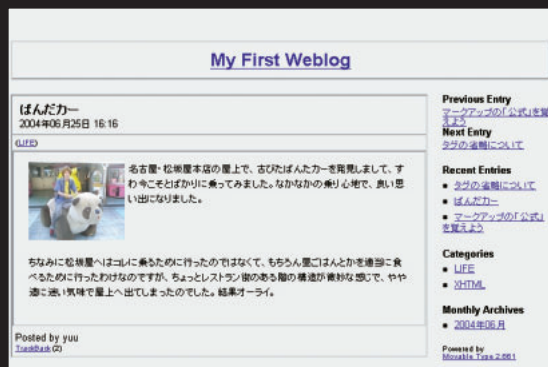 My First Weblog
ぱんだカー
2004年06月25日 16:16
(LIFE)
名古屋・松坂屋本店の屋上で、古びたぱんだカーを発見しまして、す
わ今こそとばかりに乗ってみました。なかなかの乗り心地で、良い思
い出になりました。
ちなみに松坂屋へはコレに乗るために行ったのではなくて、もちろん昼ごはんとかを適当に食
べるために行ったわけなのですが、ちょっとレストラン街のある階の構造が微妙な感じで、やや
道に迷い気味で屋上へ出てしまったのでした。結果オーライ。
Posted by yuu
TrackBack (2)
Previous Entry
マークアップの「公式」を覚
えよう
Next Entry
タグの省略について
Recent Entries
タグの省略について
ぱんだカー
マークアップの「公式」
を覚えよう
Categories
LIFE
XHTML
Monthly Archives
2004年06月
Powered by
Movable Type 2.661